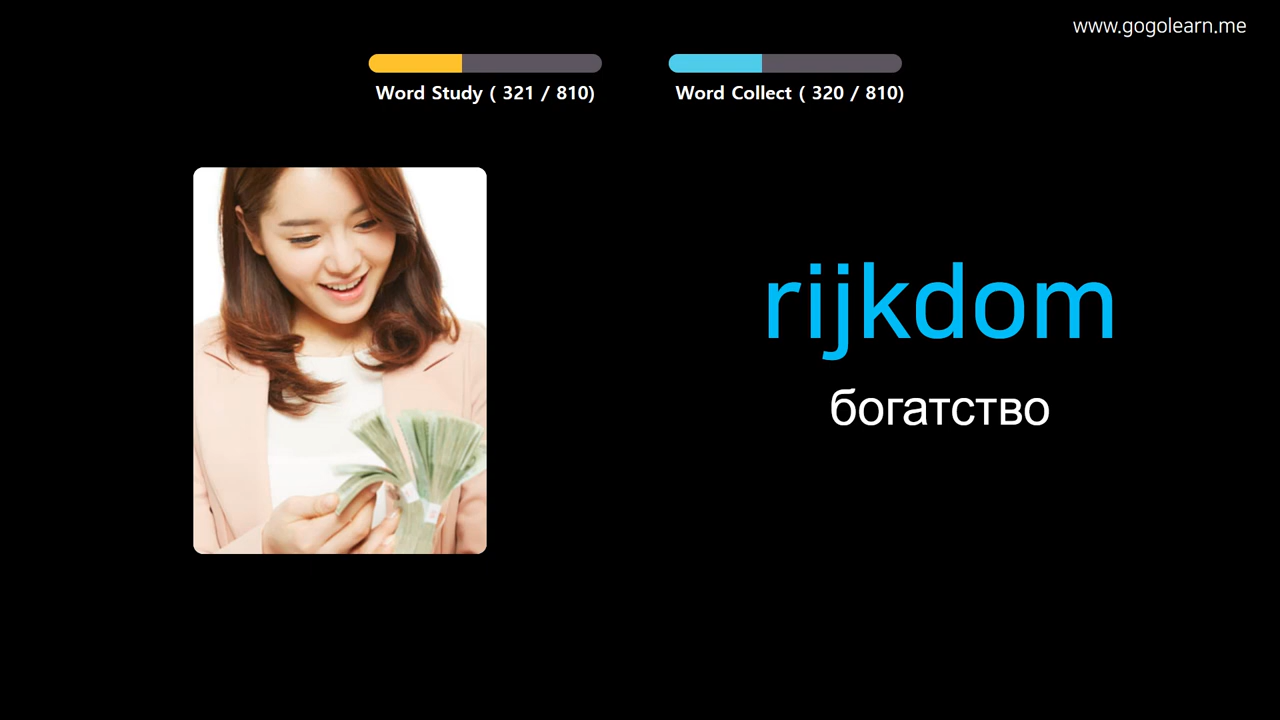 www.gogolearn.me
Word Study ( 321 / 810)
Word Collect ( 320 / 810)
rijkdom
богатство